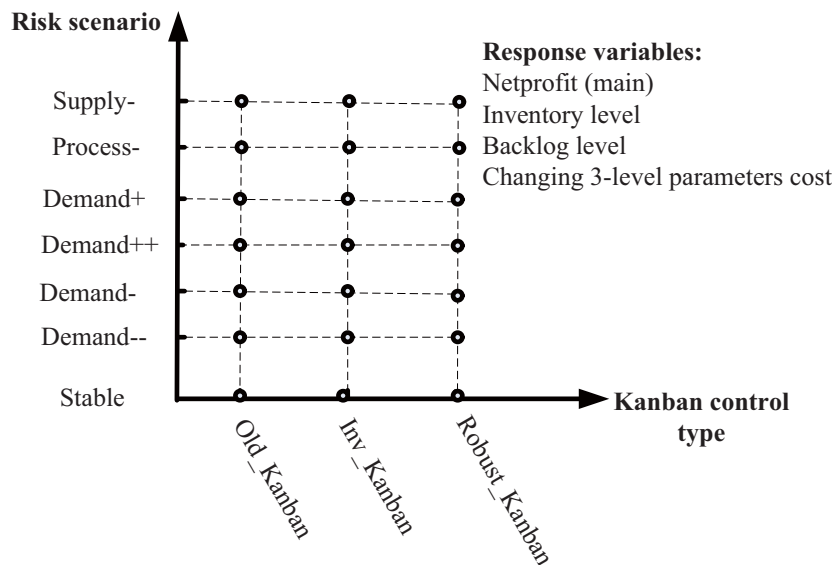 Risk scenario
Response variables:
Netprofit (main)
Inventory level
Backlog level
Changing 3-level parameters cost
Supply-
Process-
Demand+
Demand++
Demand-
Demand--
Stable
Kanban control
type
Old_Kanban
Inv_Kanban
Robust_Kanban